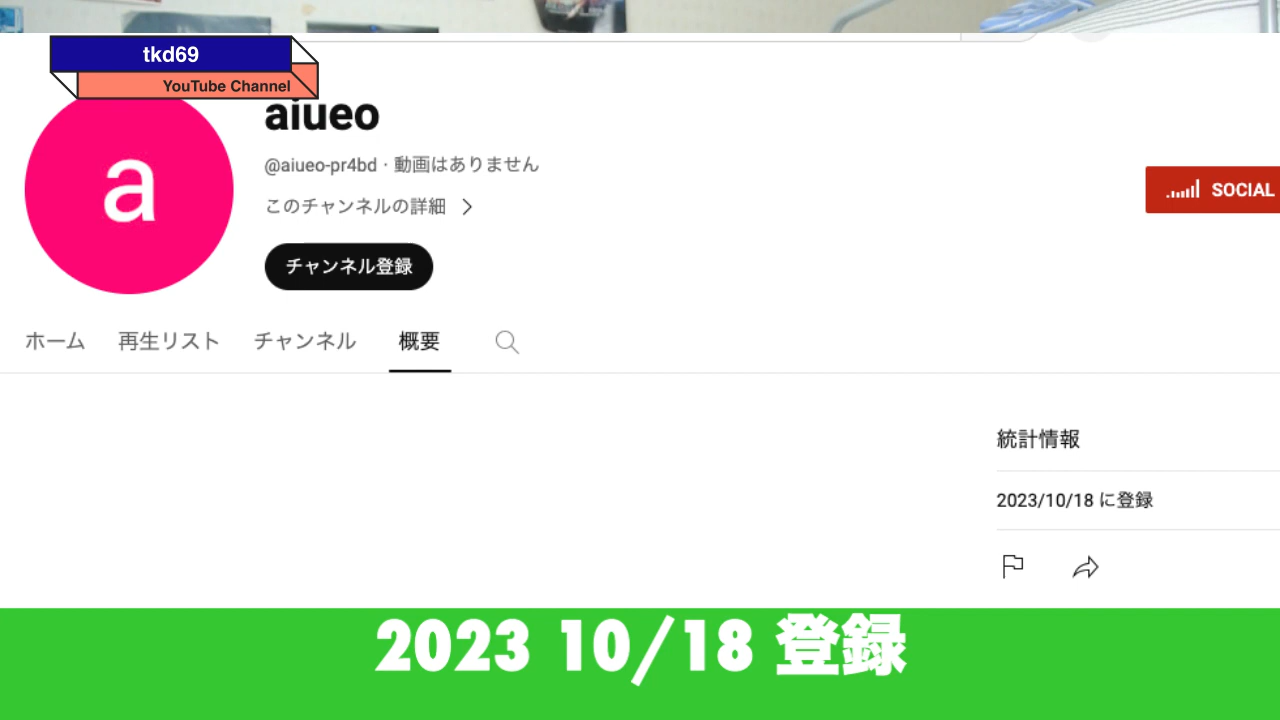 tkd69
YouTube Channel
aiueo
@aiueo-pr4bd · 動画はありません
このチャンネルの詳細
a
チャンネル登録
SOCIAL
ホーム 再生リスト チャンネル 概要
統計情報
2023/10/18 に登録
2023 10/18 登録